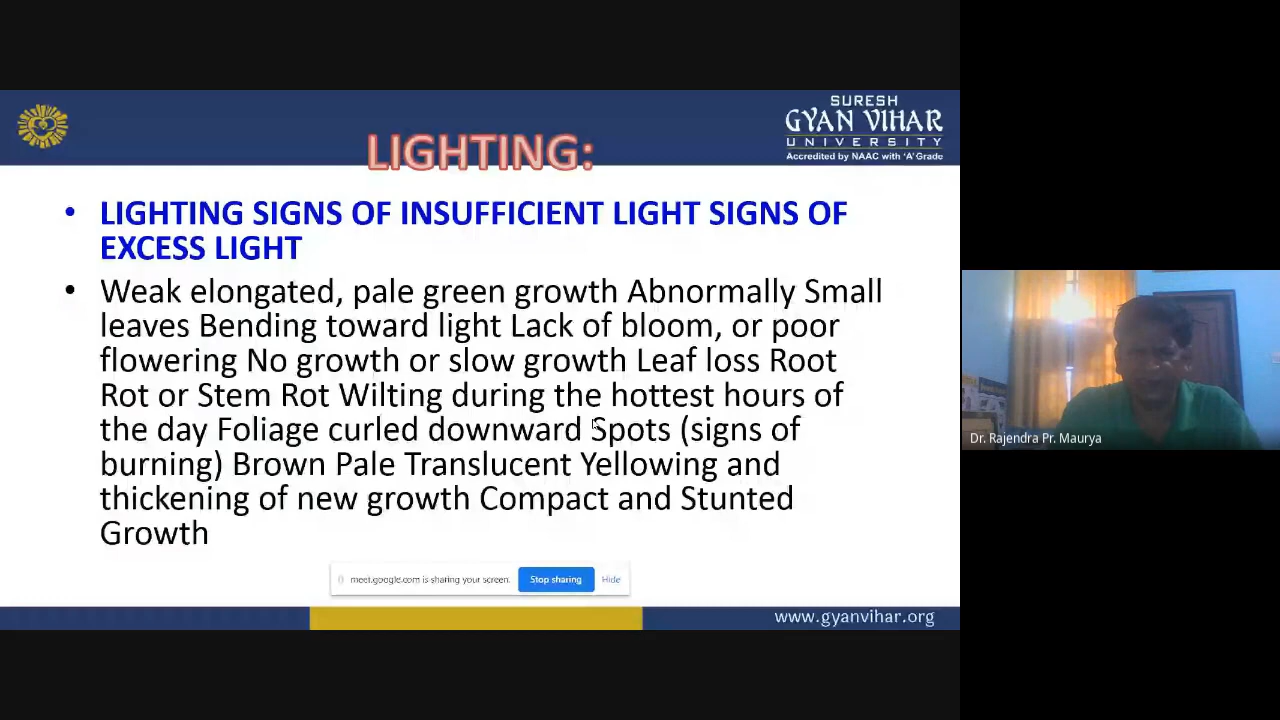 SURESH
GYAN VIHAR
UNIVERSITY
Accredited by NAAC with 'A' Grade
LIGHTING:
• LIGHTING SIGNS OF INSUFFICIENT LIGHT SIGNS OF
EXCESS LIGHT
• Weak elongated, pale green growth Abnormally Small
leaves Bending toward light Lack of bloom, or poor
flowering No growth or slow growth Leaf loss Root
Rot or Stem Rot Wilting during the hottest hours of
the day Foliage curled downward Spots (signs of
burning) Brown Pale Translucent Yellowing and
thickening of new growth Compact and Stunted
Growth
meet.google.com is sharing your screen. Stop sharing Hide
www.gyanvihar.org
Dr. Rajendra Pr. Maurya